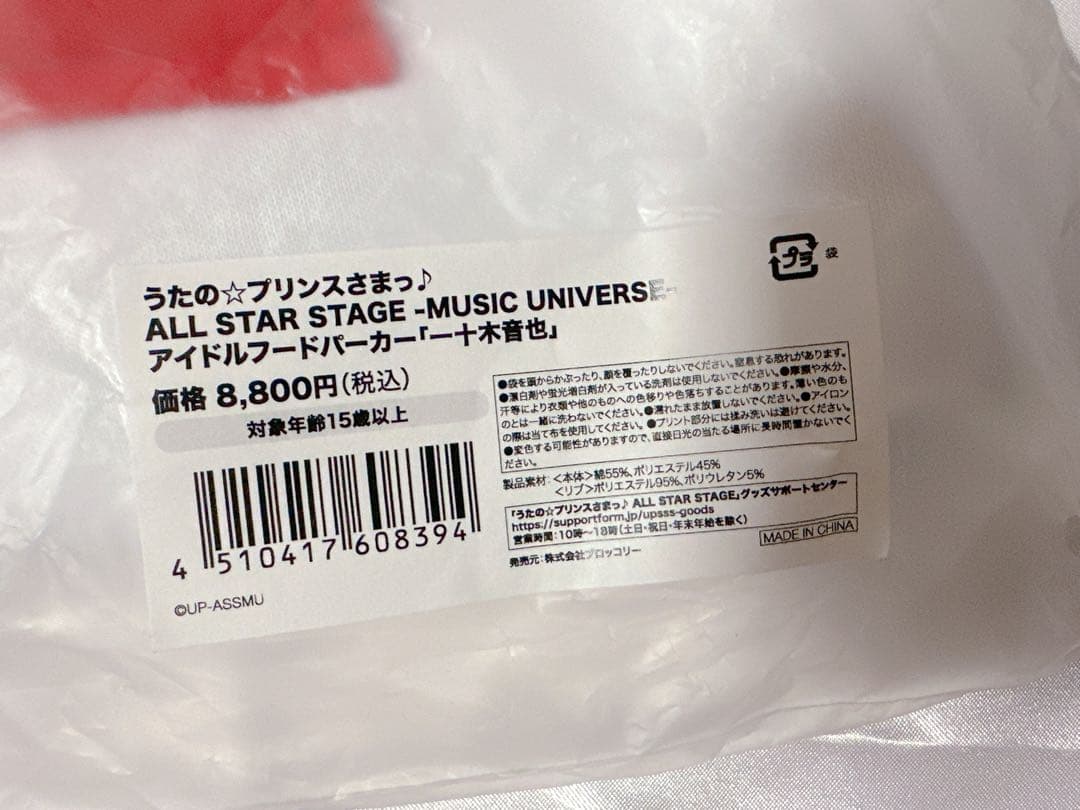 うたの☆プリンスさまっ♪
ALL STAR STAGE -MUSIC UNIVERSE-
アイドルフードパーカー「一十木音也」
価格 8,800円(税込)
対象年齢15歳以上
4 510417 608394
©UP-ASSMU
プラ 袋
●袋を頭からかぶったり、顔を覆ったりしないでください。窒息する恐れがあります。
●漂白剤や蛍光増白剤が入っている洗剤は使用しないでください。●摩擦や水分、
汗等により衣類や他のものへの色移りや色落ちすることがあります。薄い色のも
のとは一緒に洗わないでください。●濡れたまま放置しないでください。●アイロン
の際は当て布を使用してください。●プリント部分には揉み洗いは避けてください。
●変色する可能性がありますので、直接日光の当たる場所に長時間置かないでく
ださい。
製品素材:<本体>綿55%、ポリエステル45%
<リブ>ポリエステル95%、ポリウレタン5%
「うたの☆プリンスさまっ♪ ALL STAR STAGE」グッズサポートセンター
https://supportform.jp/upsss-goods
営業時間:10時~18時(土日・祝日・年末年始を除く)
発売元:株式会社ブロッコリー
MADE IN CHINA